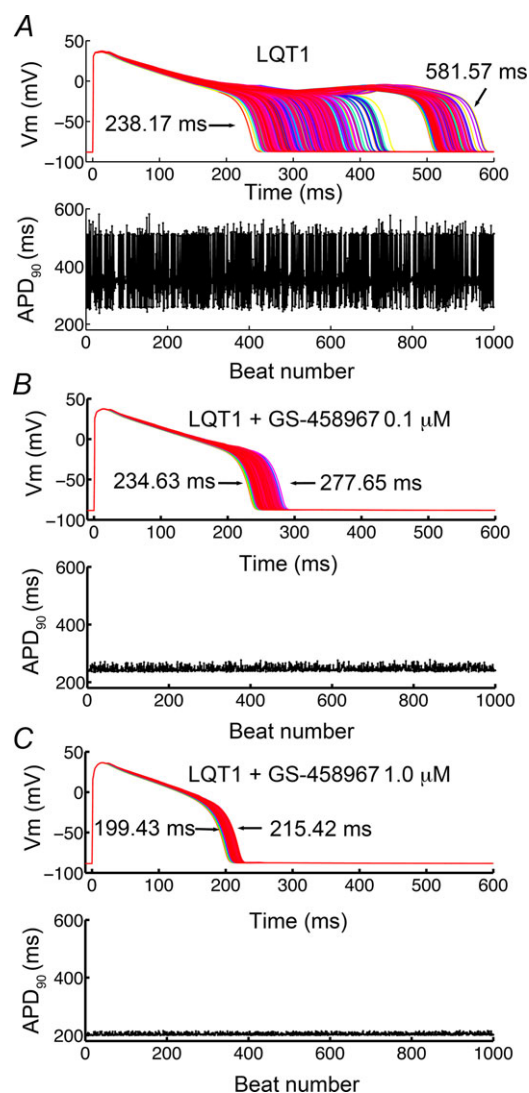 A
LQT1
Vm (mV)
50
0
−50
−100
238.17 ms
581.57 ms
0 100 200 300 400 500 600
Time (ms)
APD90 (ms)
600
400
200
0 200 400 600 800 1000
Beat number
B
LQT1 + GS-458967 0.1 μM
Vm (mV)
50
0
−50
−100
234.63 ms
277.65 ms
0 100 200 300 400 500 600
Time (ms)
APD90 (ms)
600
400
200
0 200 400 600 800 1000
Beat number
C
LQT1 + GS-458967 1.0 μM
Vm (mV)
50
0
−50
−100
199.43 ms
215.42 ms
0 100 200 300 400 500 600
Time (ms)
APD90 (ms)
600
400
200
0 200 400 600 800 1000
Beat number